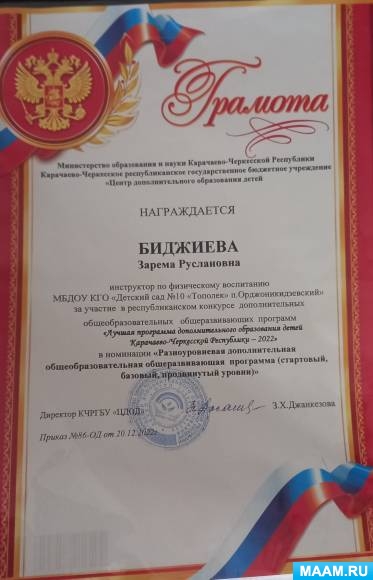 Грамота
Министерство образования и науки Карачаево-Черкесской Республики
Карачаево-Черкесское республиканское государственное бюджетное учреждение
«Центр дополнительного образования детей
НАГРАЖДАЕТСЯ
БИДЖИЕВА
Зарема Руслановна
инструктор по физическому воспитанию
МБДОУ КГО «Детский сад №10 «Тополек» п.Орджоникидзевский»
за участие в республиканском конкурсе дополнительных
общеобразовательных общеразвивающих программ
«Лучшая программа дополнительного образования детей
Карачаево-Черкесской Республики – 2022»
в номинации «Разноуровневая дополнительная
общеобразовательная общеразвивающая программа (стартовый,
базовый, продвинутый уровни)»
Директор КЧРГБУ «ЦДОД» З.Х.Джанкезова
Приказ №86-ОД от 20.12.2022г
MAAM.RU